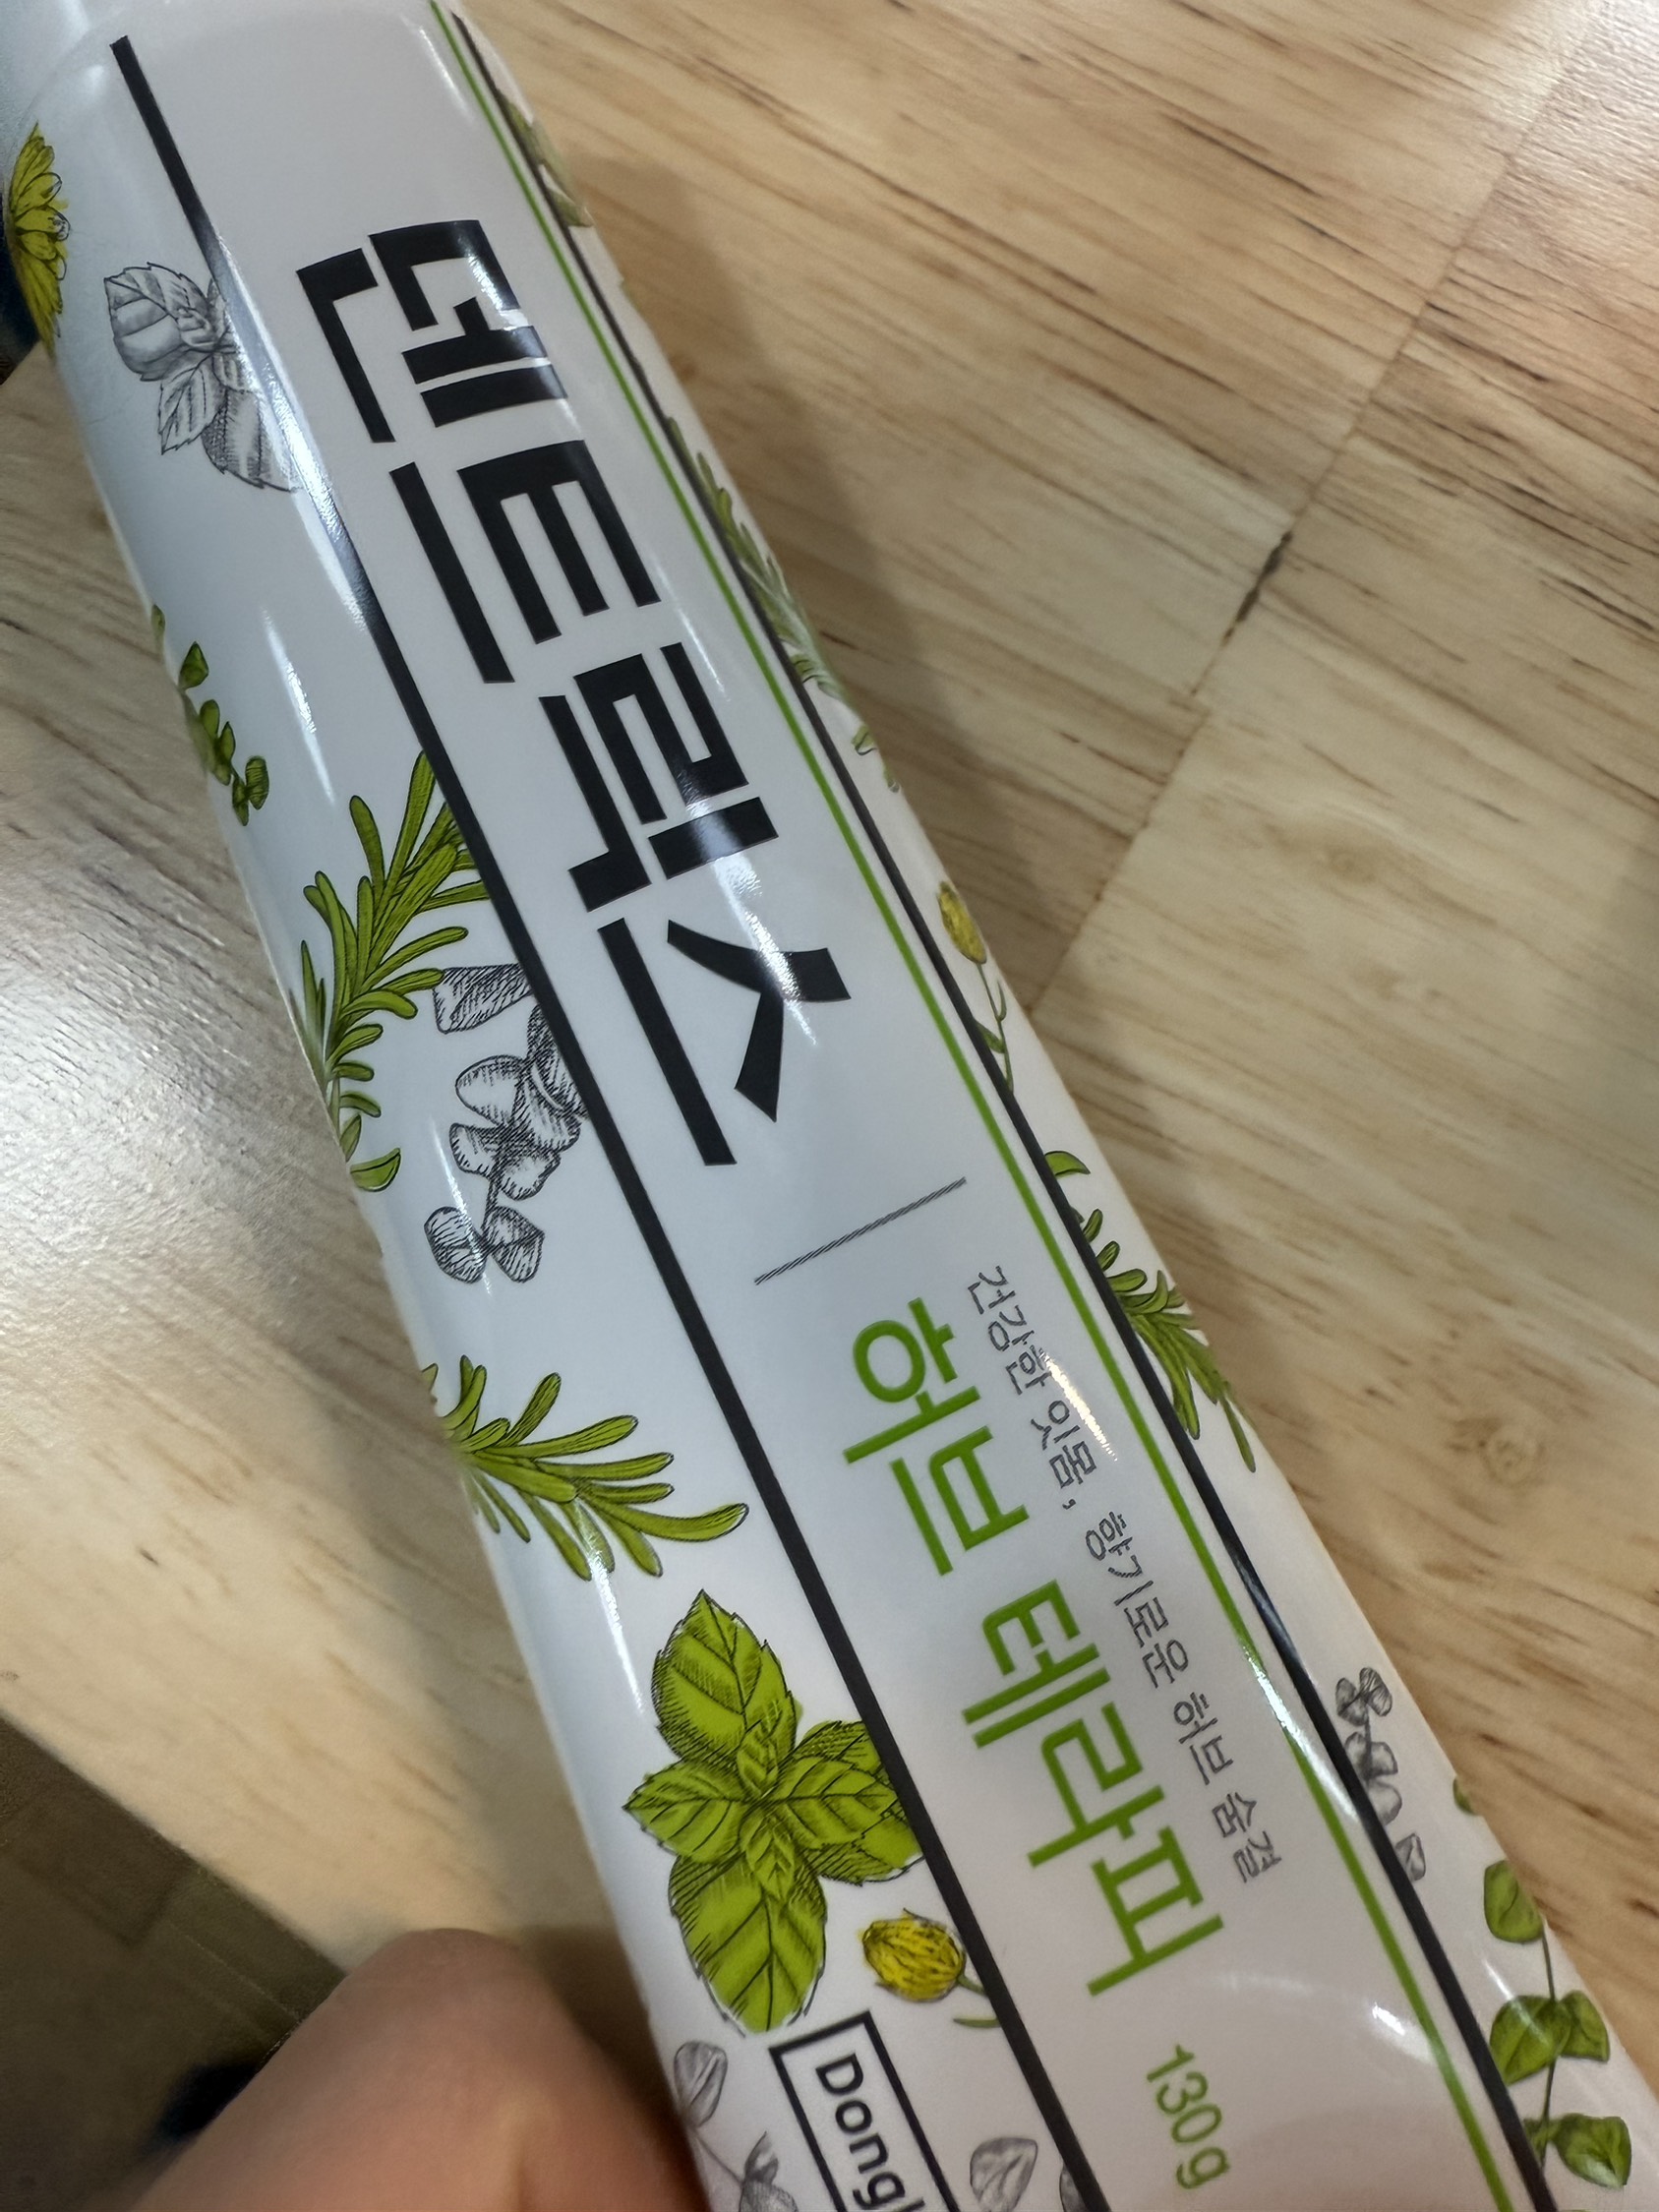 덴트릭스
건강한 잇몸, 향기로운 허브 숨결
허브 테라피
130g